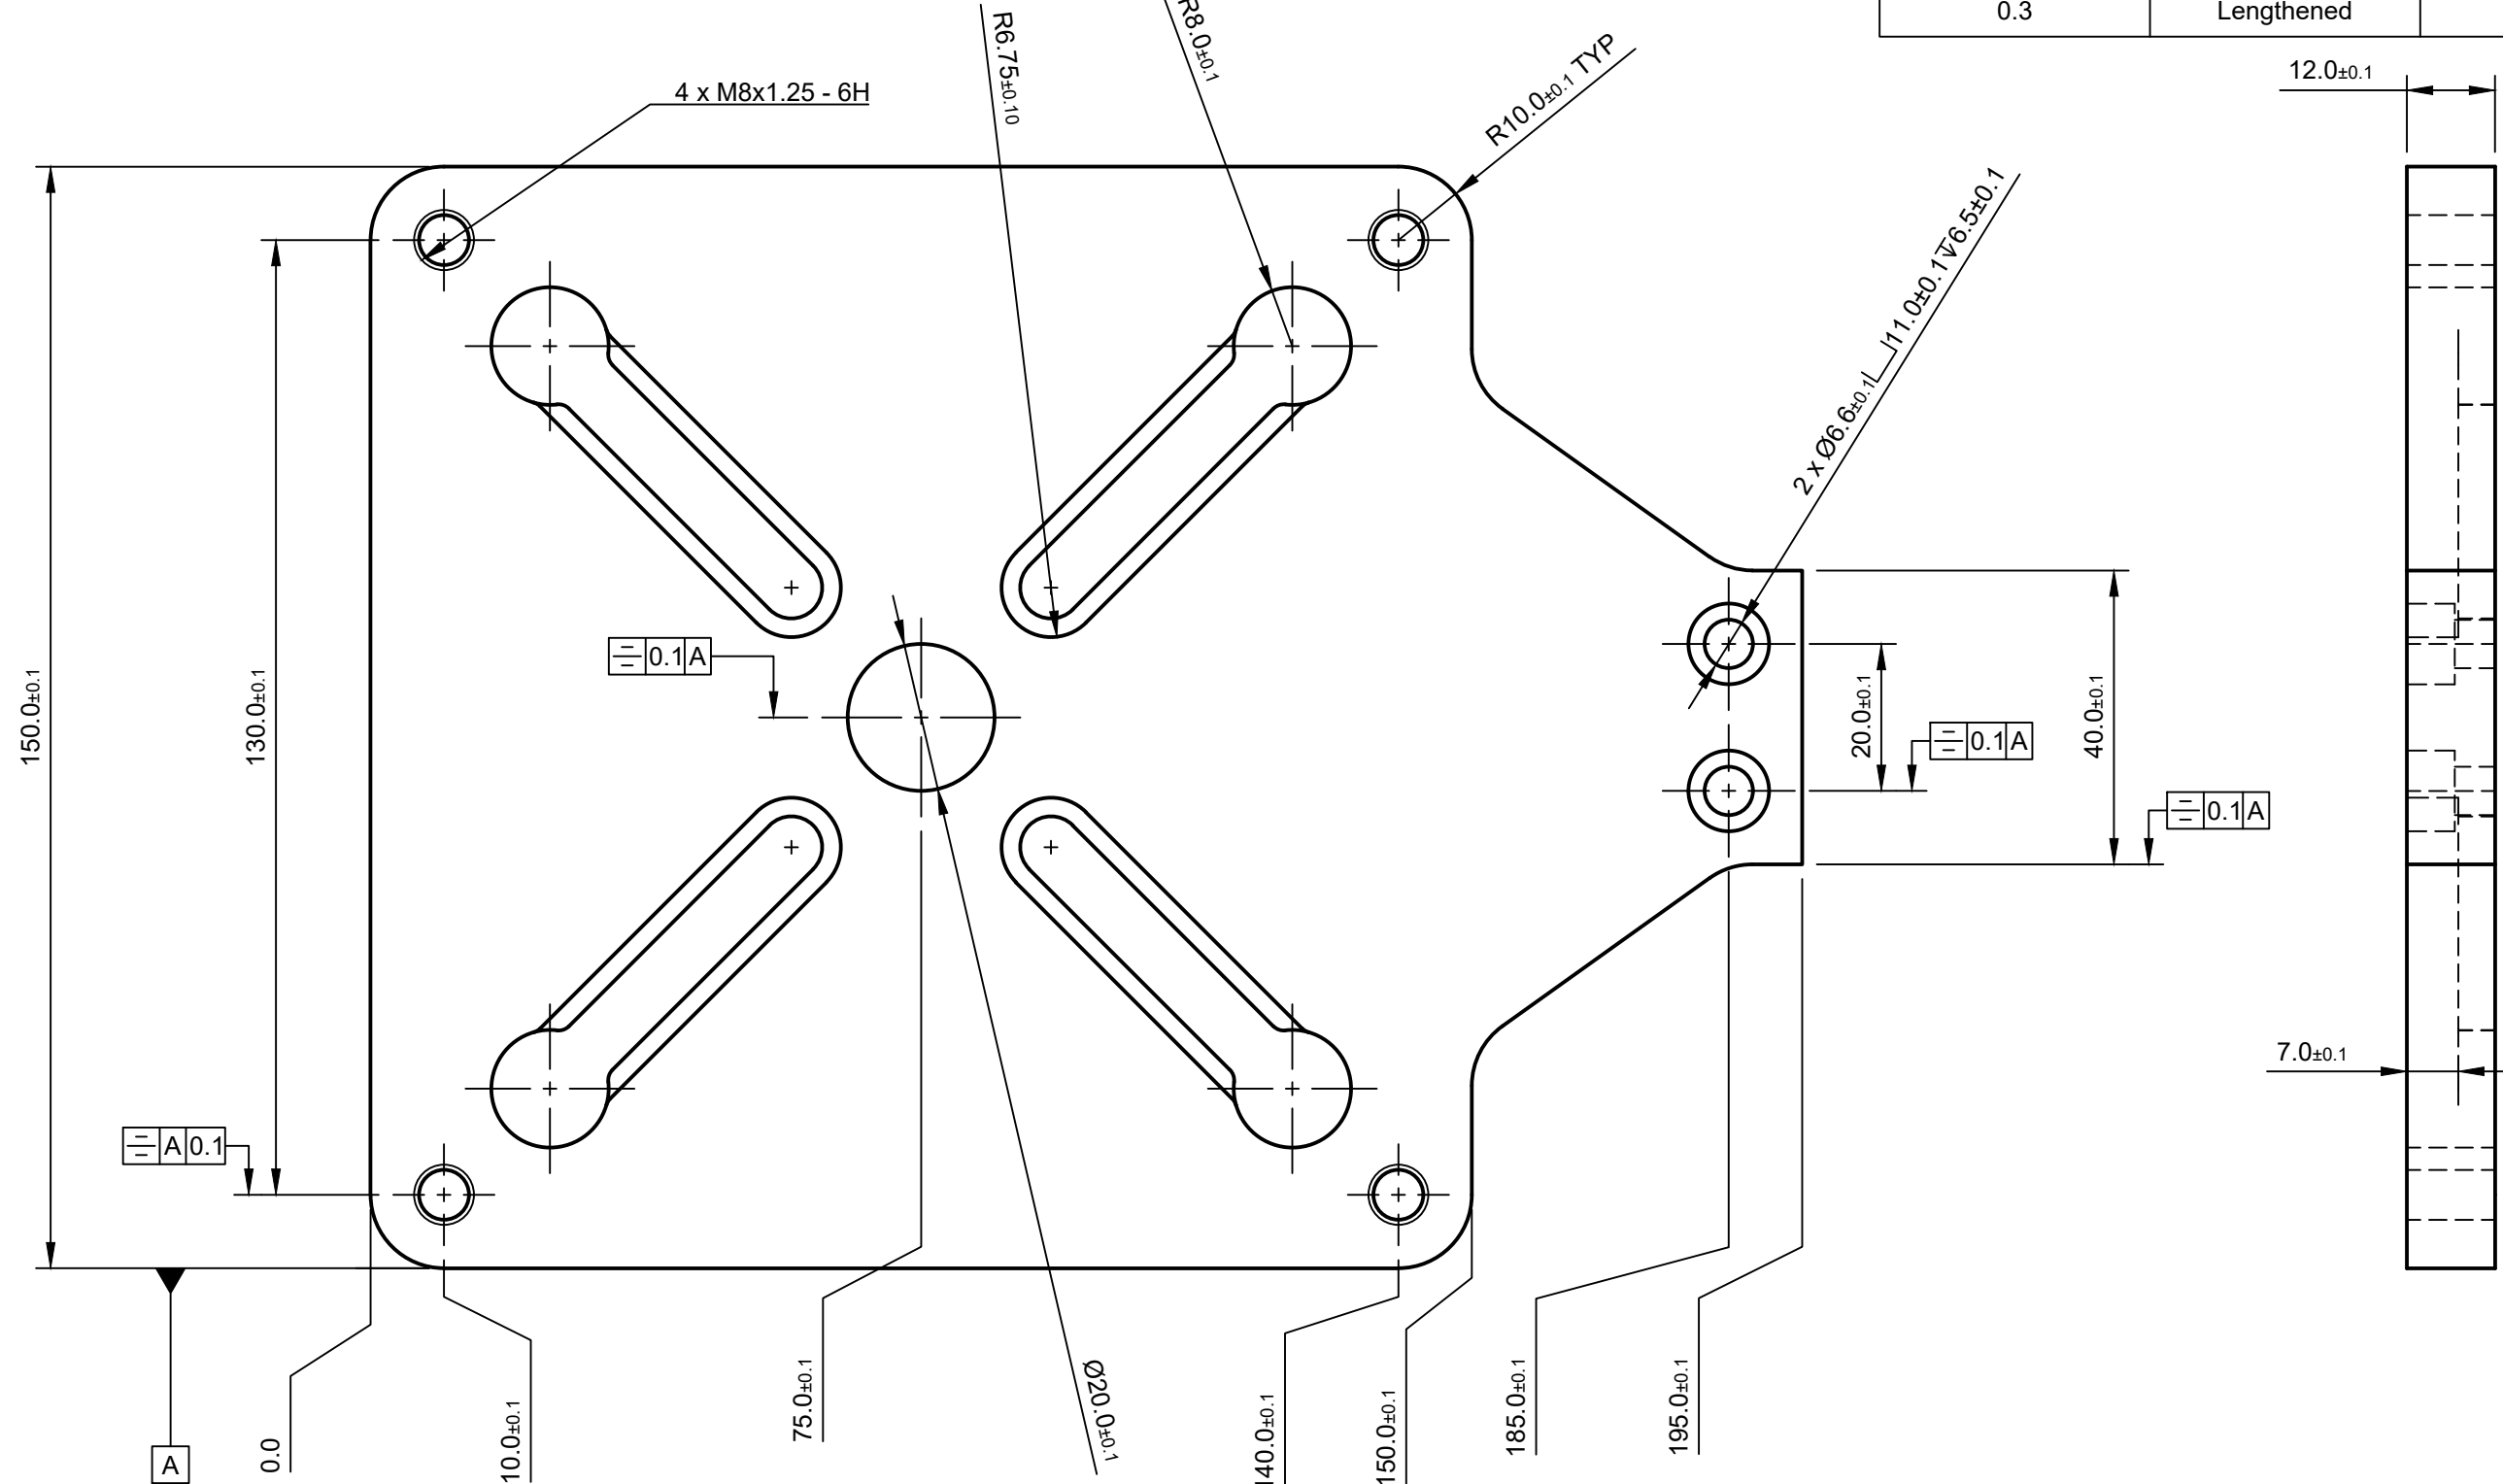 0.3 Lengthened
12.0±0.1
R6.75±0.10
R8.0±0.1
R10.0±0.1 TYP
4 x M8x1.25 - 6H
2 x Ø6.6±0.1⌴11.0±0.1↧6.5±0.1
150.0±0.1
130.0±0.1
⌯ 0.1 A
20.0±0.1
⌯ 0.1 A
40.0±0.1
⌯ 0.1 A
7.0±0.1
⌯ A 0.1
A
0.0
10.0±0.1
75.0±0.1
Ø20.0±0.1
140.0±0.1
150.0±0.1
185.0±0.1
195.0±0.1